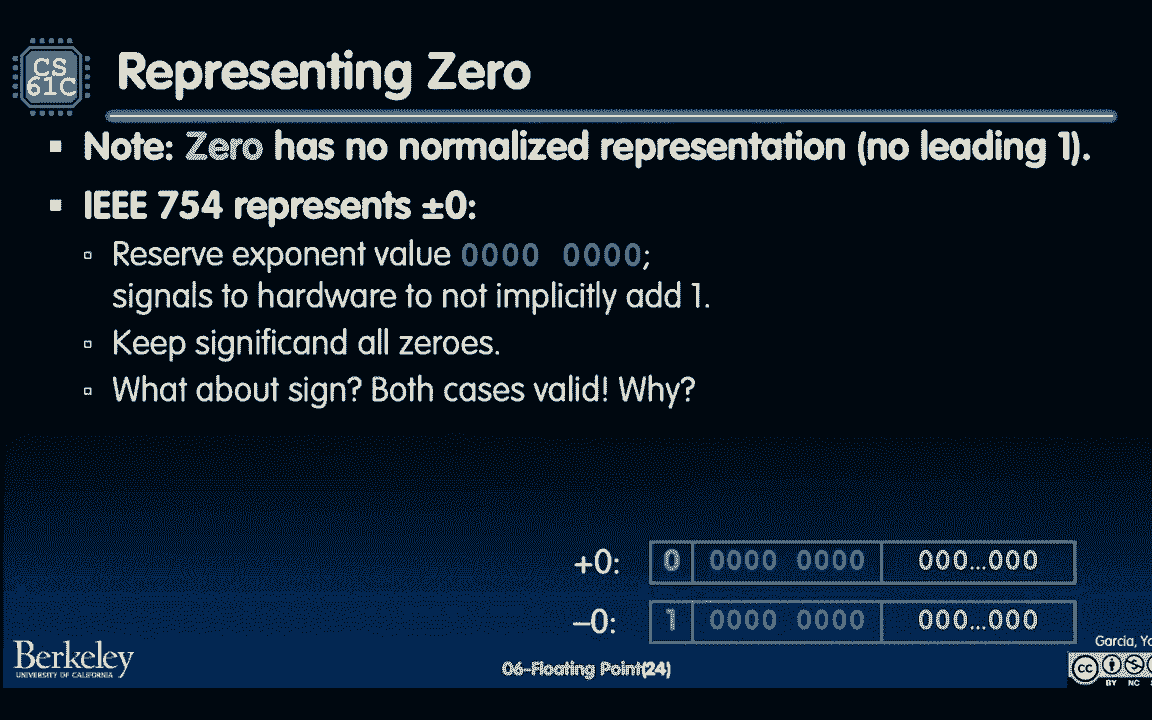 CS
61C
Representing Zero
▪ Note: Zero has no normalized representation (no leading 1).
▪ IEEE 754 represents ±0:
▫ Reserve exponent value 0000 0000;
signals to hardware to not implicitly add 1.
▫ Keep significand all zeroes.
▫ What about sign? Both cases valid! Why?
+0: 0 0000 0000 000...000
–0: 1 0000 0000 000...000
Berkeley
UNIVERSITY OF CALIFORNIA
06-Floating Point(24)
Garcia,
cc
BY NC